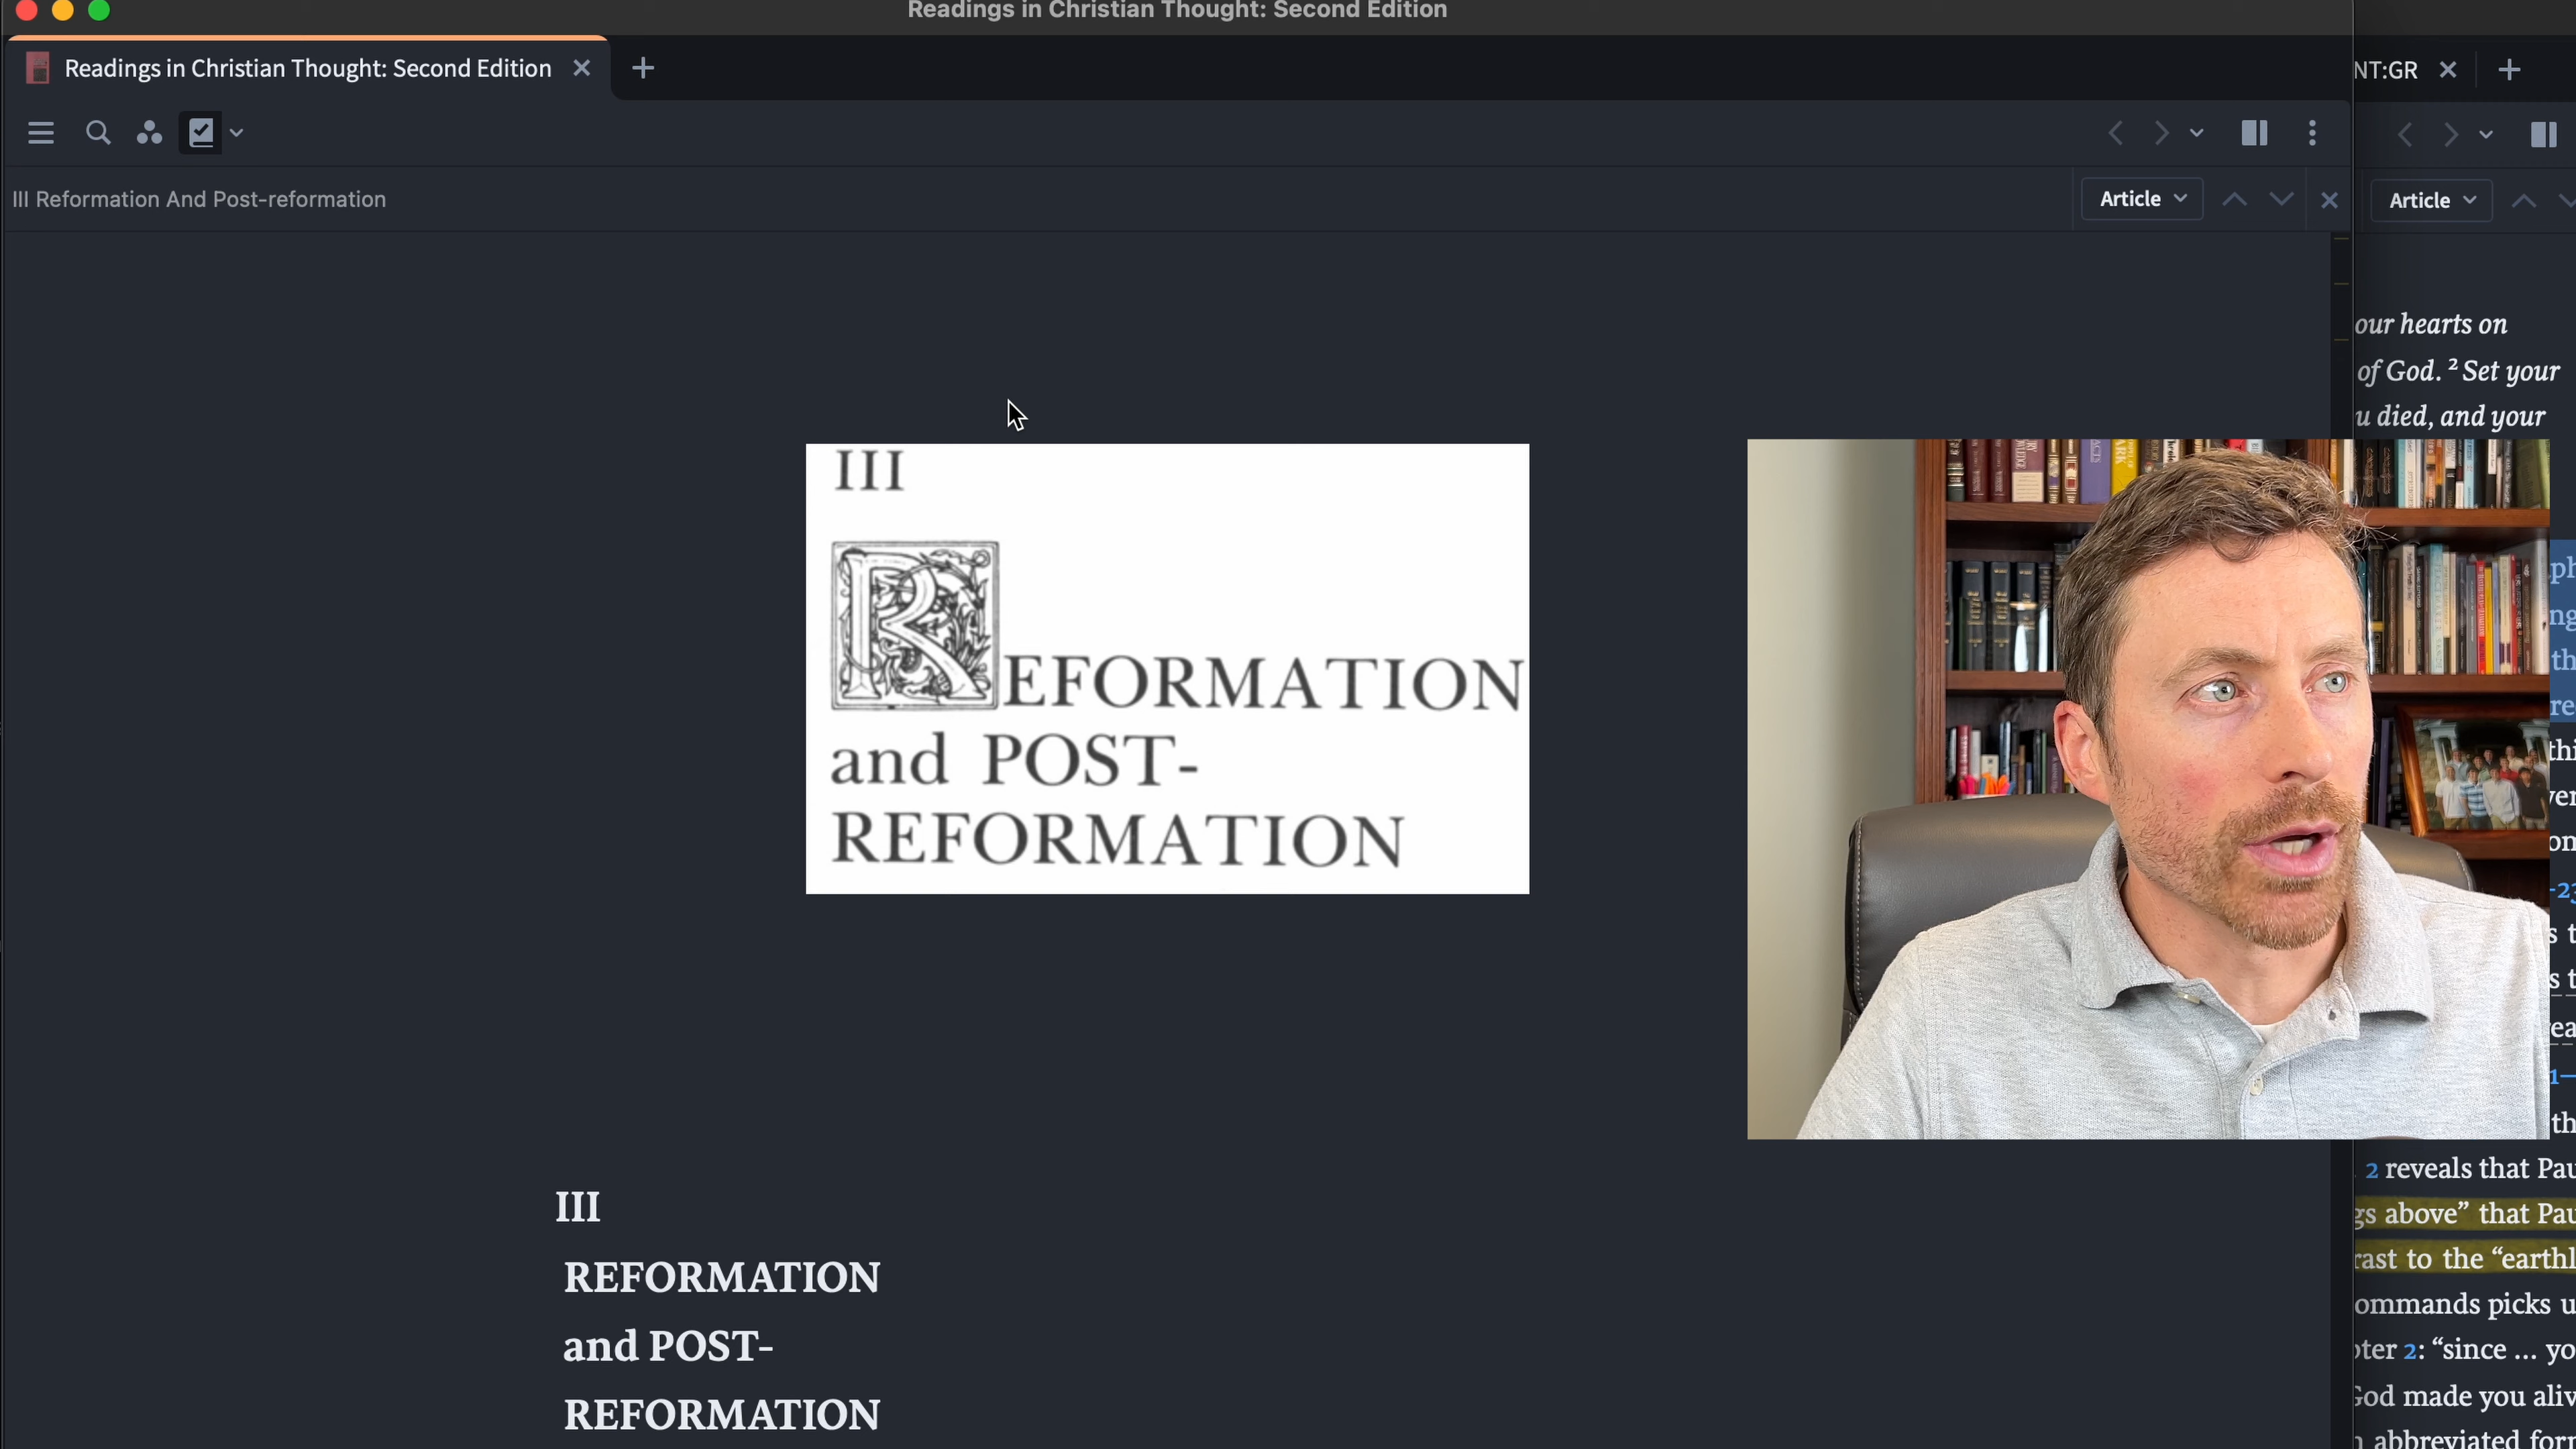 Readings in Christian Thought: Second Edition
Readings in Christian Thought: Second Edition
NT:GR
III Reformation And Post-reformation
Article
Article
our hearts on
of God. ² Set your
u died, and your
III
REFORMATION
and POST-
REFORMATION
III
REFORMATION
and POST-
REFORMATION
2 reveals that Pau
gs above” that Pau
rast to the “earthl
ommands picks u
pter 2: “since ... yo
God made you aliv
n abbreviated for